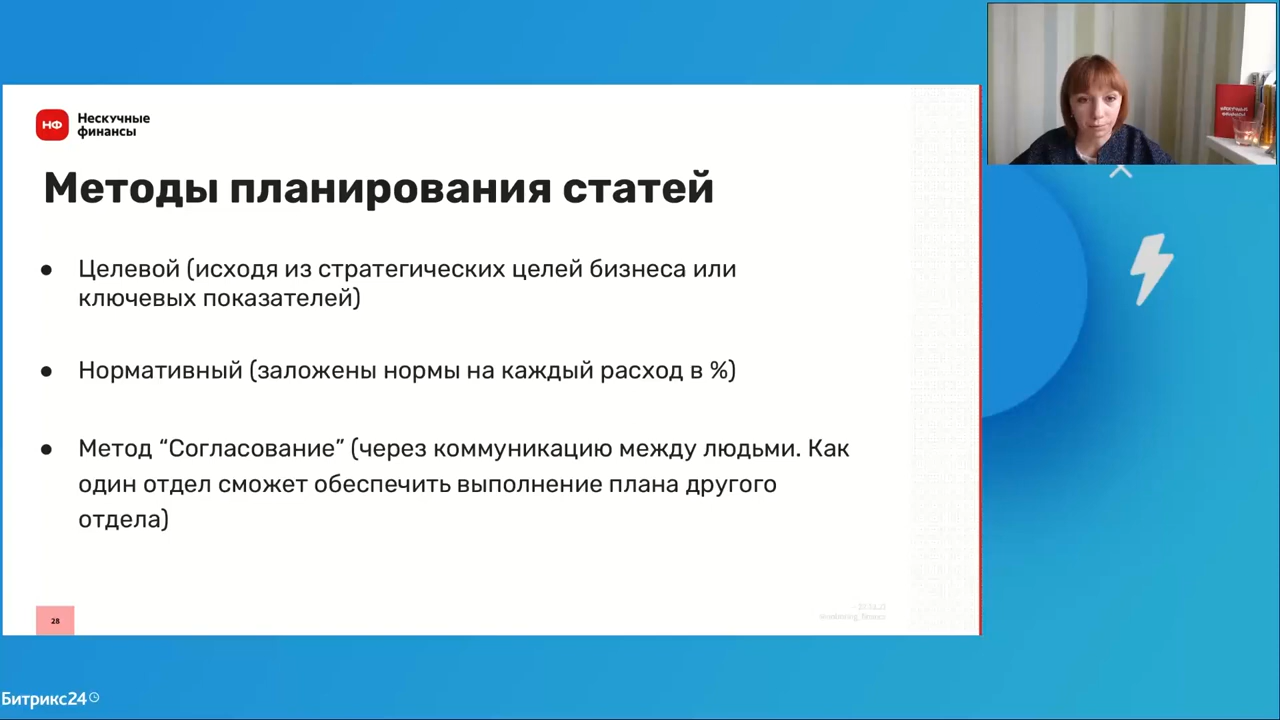 НФ
Нескучные
финансы
Методы планирования статей
● Целевой (исходя из стратегических целей бизнеса или
ключевых показателей)
● Нормативный (заложены нормы на каждый расход в %)
● Метод “Согласование” (через коммуникацию между людьми. Как
один отдел сможет обеспечить выполнение плана другого
отдела)
28
Битрикс24